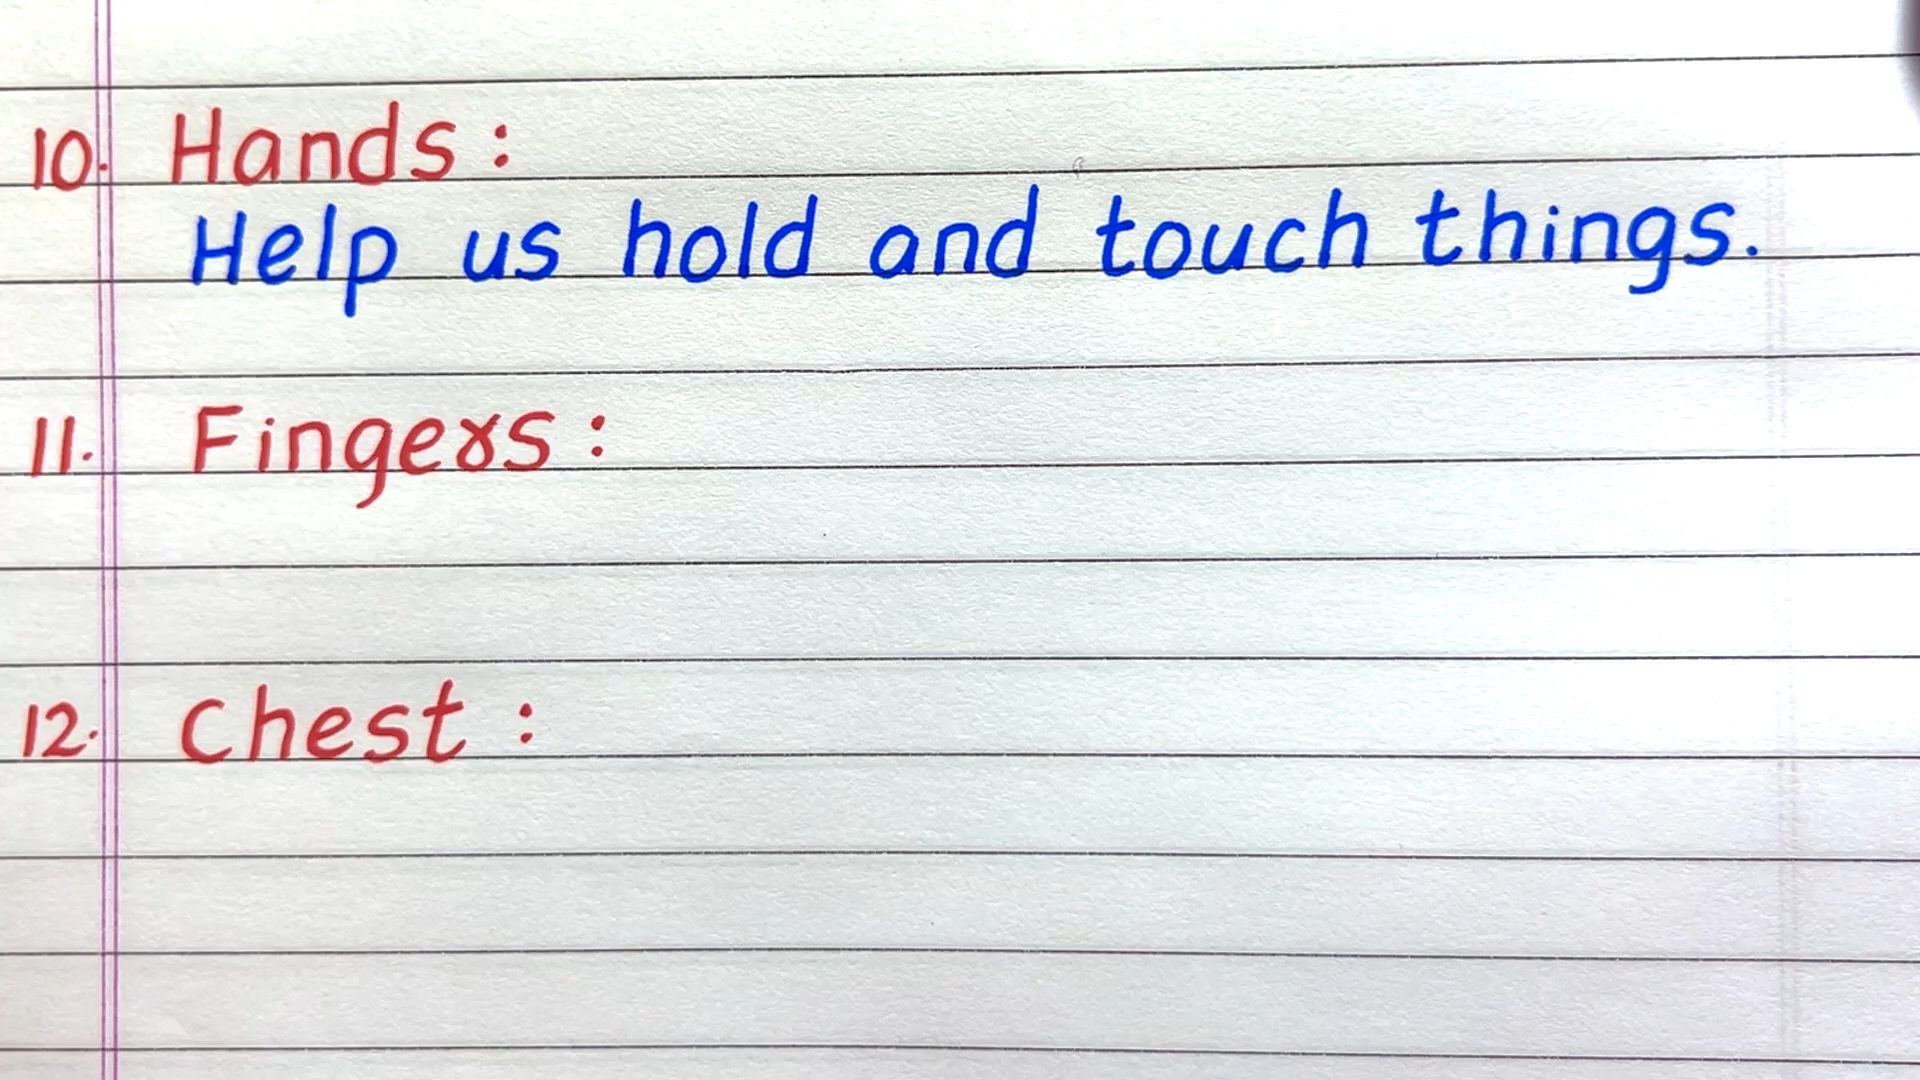 10. Hands :
Help us hold and touch things.
11. Fingers :
12. Chest :